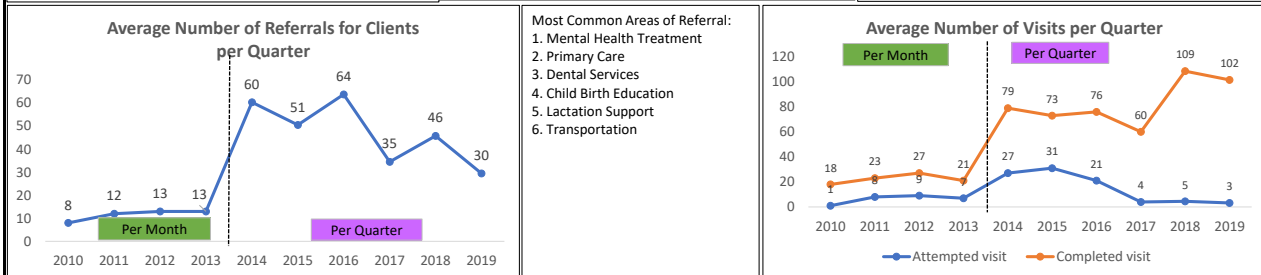 Average Number of Referrals for Clients
per Quarter
70
60
50
40
30
20
10
0
8
12
13
13
60
51
64
35
46
30
Per Month
Per Quarter
2010 2011 2012 2013 2014 2015 2016 2017 2018 2019
Most Common Areas of Referral:
1. Mental Health Treatment
2. Primary Care
3. Dental Services
4. Child Birth Education
5. Lactation Support
6. Transportation
Average Number of Visits per Quarter
Per Month
Per Quarter
120
100
80
60
40
20
0
18
23
27
21
79
73
76
60
109
102
1
8
9
7
27
31
21
4
5
3
2010 2011 2012 2013 2014 2015 2016 2017 2018 2019
Attempted visit Completed visit